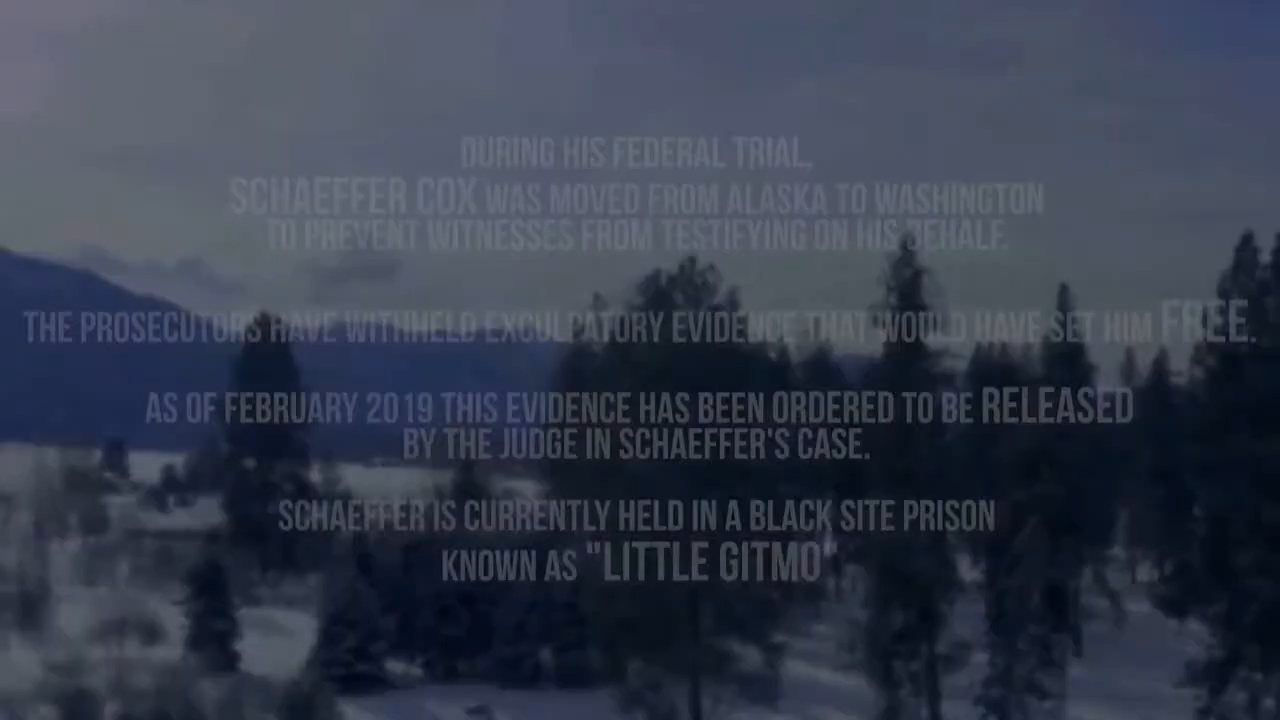 DURING HIS FEDERAL TRIAL,
SCHAEFFER COX WAS MOVED FROM ALASKA TO WASHINGTON
TO PREVENT WITNESSES FROM TESTIFYING ON HIS BEHALF.
THE PROSECUTORS HAVE WITHHELD EXCULPATORY EVIDENCE THAT WOULD HAVE SET HIM FREE.
AS OF FEBRUARY 2019 THIS EVIDENCE HAS BEEN ORDERED TO BE RELEASED
BY THE JUDGE IN SCHAEFFER'S CASE.
SCHAEFFER IS CURRENTLY HELD IN A BLACK SITE PRISON
KNOWN AS "LITTLE GITMO"